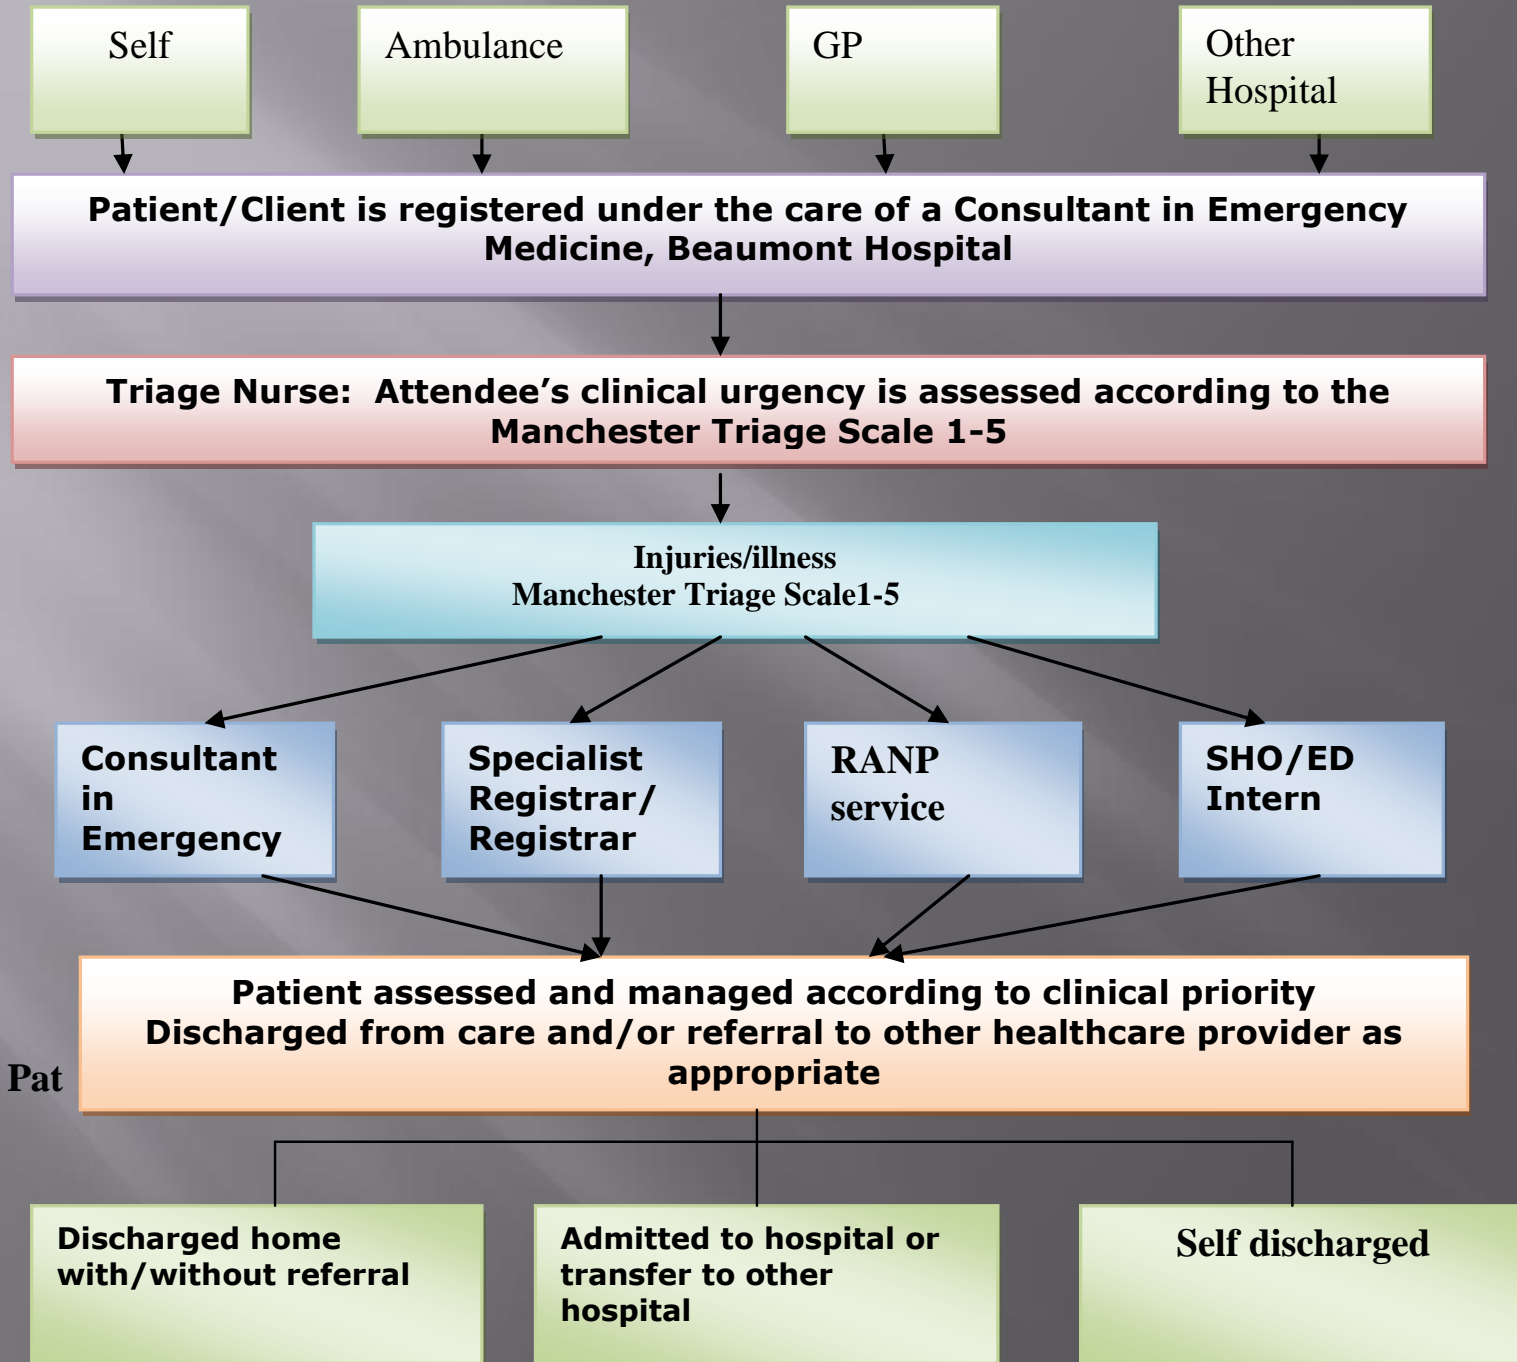 Self
Ambulance
GP
Other
Hospital
Patient/Client is registered under the care of a Consultant in Emergency
Medicine, Beaumont Hospital
Triage Nurse:  Attendee’s clinical urgency is assessed according to the
Manchester Triage Scale 1-5
Injuries/illness
Manchester Triage Scale1-5
Consultant
in
Emergency
Specialist
Registrar/
Registrar
RANP
service
SHO/ED
Intern
Patient assessed and managed according to clinical priority
Discharged from care and/or referral to other healthcare provider as
appropriate
Pat
Discharged home
with/without referral
Admitted to hospital or
transfer to other
hospital
Self discharged